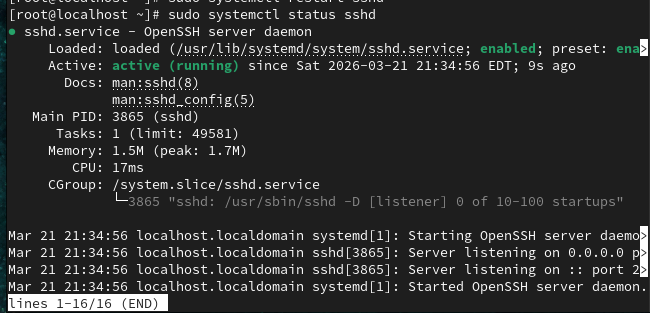 [root@localhost ~]# sudo systemctl restart sshd
[root@localhost ~]# sudo systemctl status sshd
● sshd.service - OpenSSH server daemon
Loaded: loaded (/usr/lib/systemd/system/sshd.service; enabled; preset: ena>
Active: active (running) since Sat 2026-03-21 21:34:56 EDT; 9s ago
Docs: man:sshd(8)
man:sshd_config(5)
Main PID: 3865 (sshd)
Tasks: 1 (limit: 49581)
Memory: 1.5M (peak: 1.7M)
CPU: 17ms
CGroup: /system.slice/sshd.service
└─3865 "sshd: /usr/sbin/sshd -D [listener] 0 of 10-100 startups"
Mar 21 21:34:56 localhost.localdomain systemd[1]: Starting OpenSSH server daemo>
Mar 21 21:34:56 localhost.localdomain sshd[3865]: Server listening on 0.0.0.0 p>
Mar 21 21:34:56 localhost.localdomain sshd[3865]: Server listening on :: port 2>
Mar 21 21:34:56 localhost.localdomain systemd[1]: Started OpenSSH server daemon.
lines 1-16/16 (END)